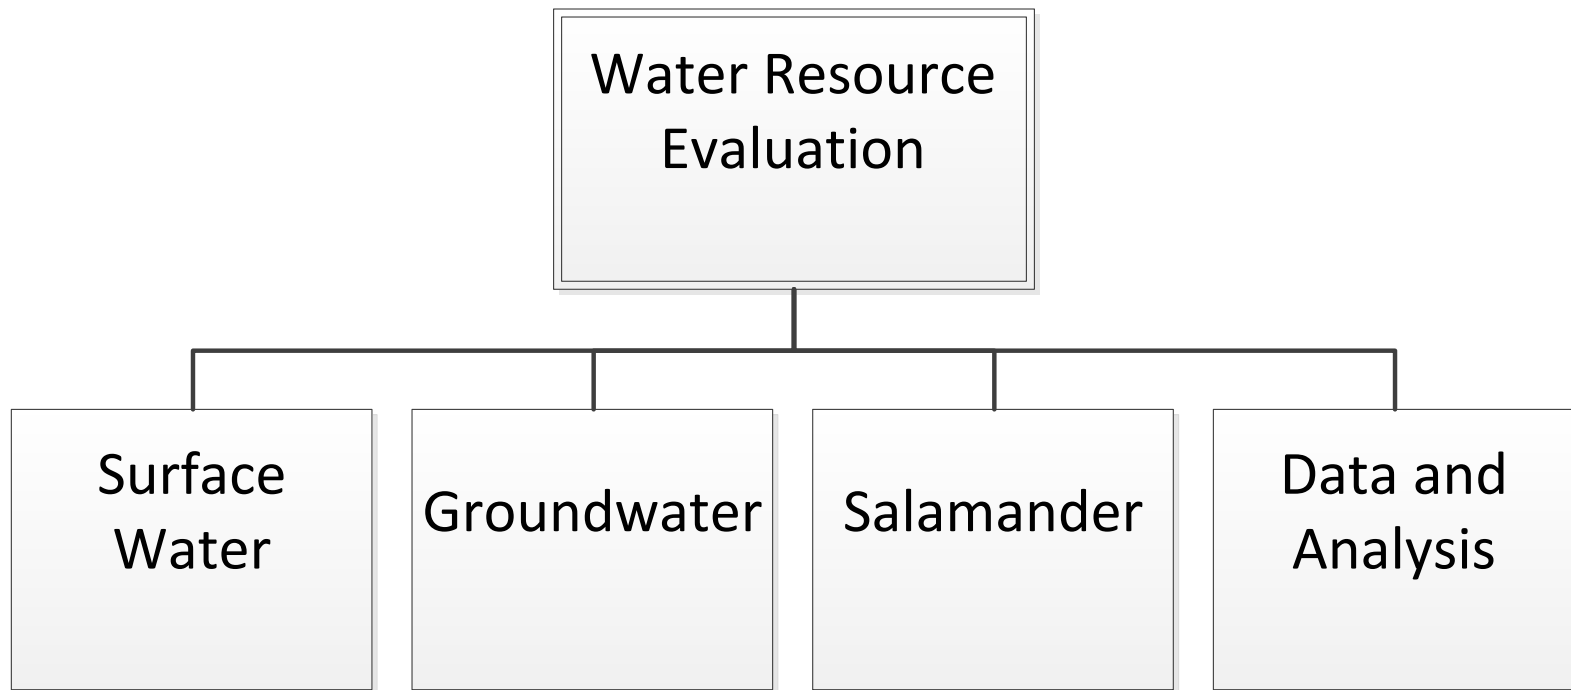 Water Resource
Evaluation
Surface
Water
Groundwater
Salamander
Data and
Analysis